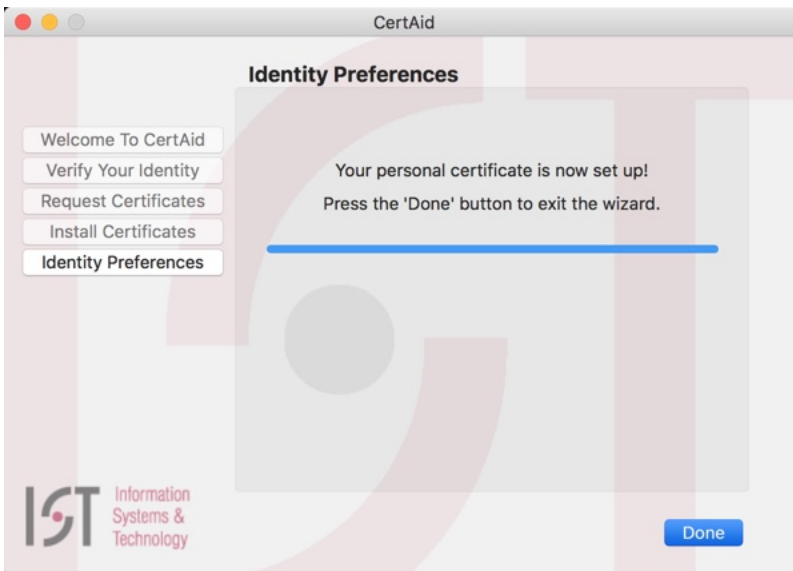 CertAid
Identity Preferences
Welcome To CertAid
Verify Your Identity
Request Certificates
Install Certificates
Identity Preferences
Your personal certificate is now set up!
Press the 'Done' button to exit the wizard.
IST
Information
Systems &
Technology
Done